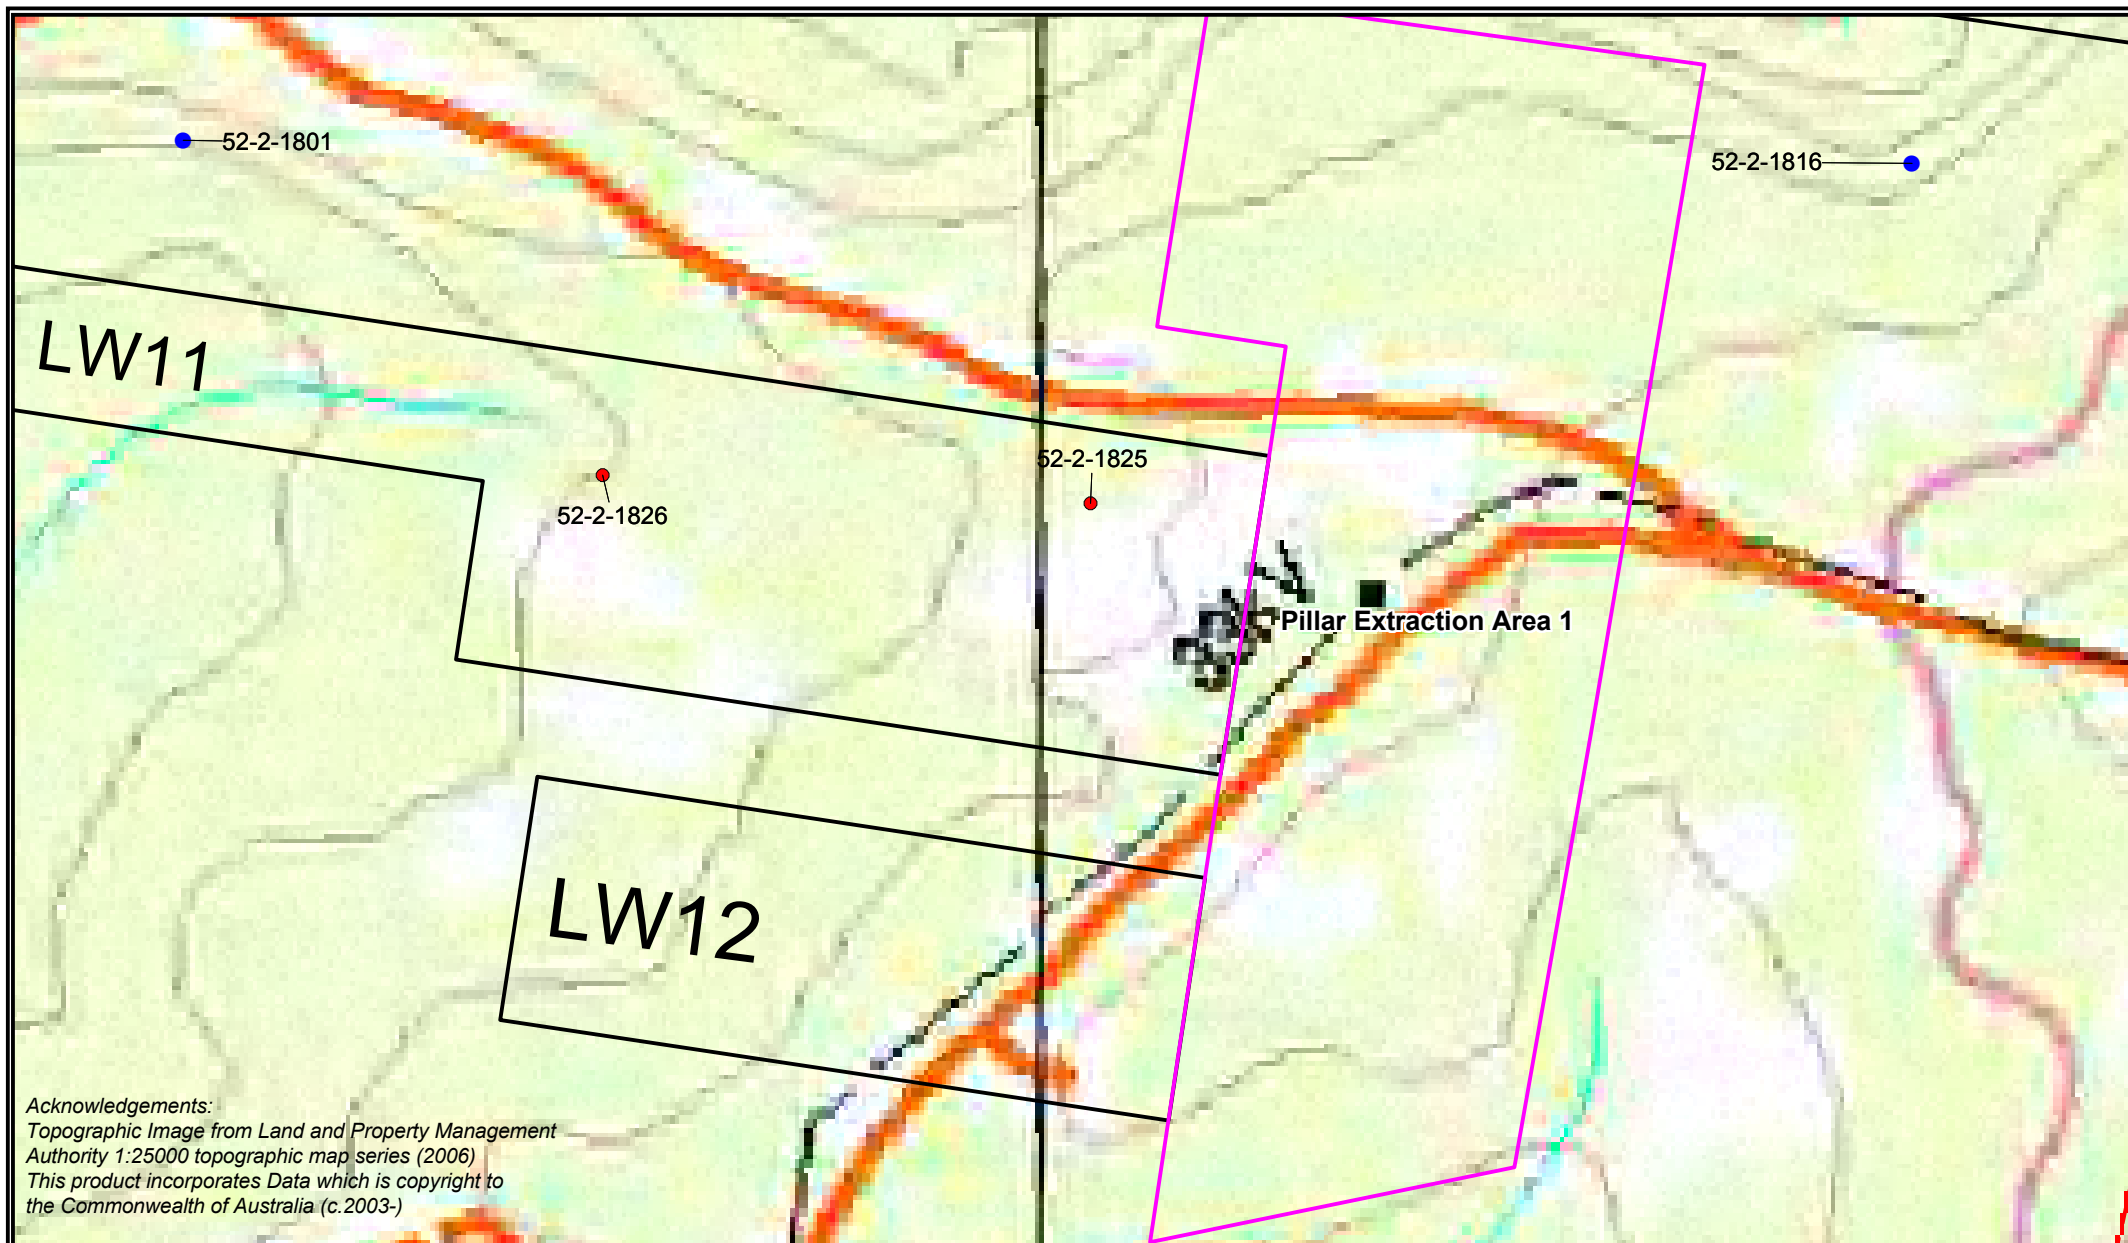 52-2-1801
52-2-1816
LW11
52-2-1825
52-2-1826
Pillar Extraction Area 1
LW12
Acknowledgements:
Topographic Image from Land and Property Management
Authority 1:25000 topographic map series (2006)
This product incorporates Data which is copyright to
the Commonwealth of Australia (c.2003-)